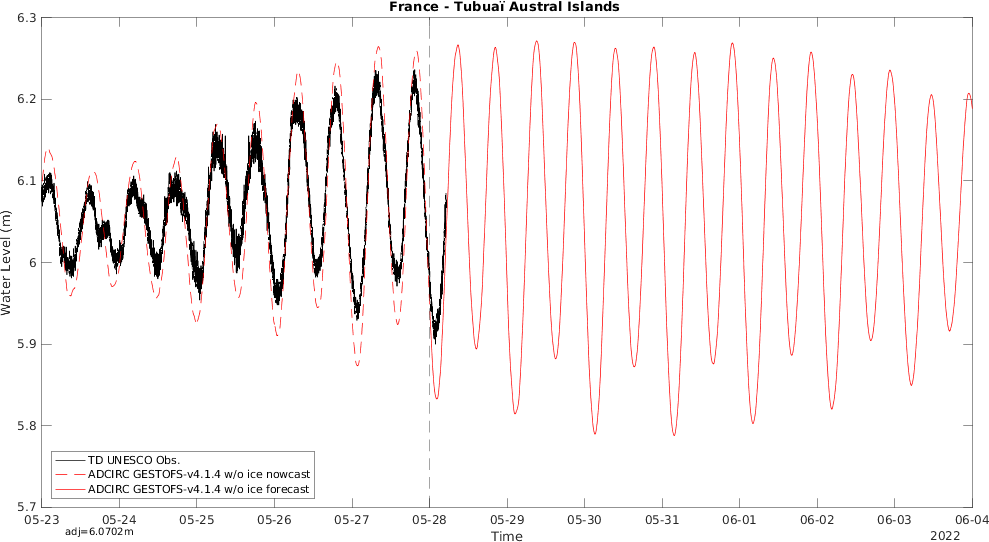 France - Tubuaï Austral Islands
6.3
6.2
6.1
6
5.9
5.8
5.7
Water Level (m)
TD UNESCO Obs.
ADCIRC GESTOFS-v4.1.4 w/o ice nowcast
ADCIRC GESTOFS-v4.1.4 w/o ice forecast
05-23 05-24 05-25 05-26 05-27 05-28 05-29 05-30 05-31 06-01 06-02 06-03 06-04
adj=6.0702m
Time
2022